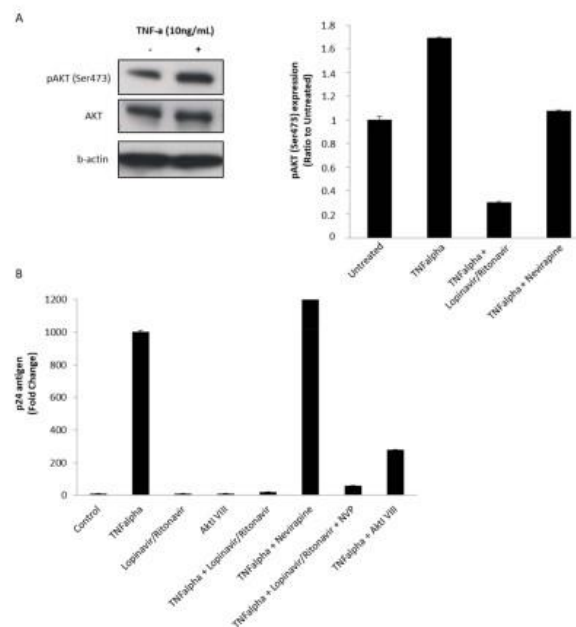 A
TNF-a (10ng/mL)
- +
pAKT (Ser473)
AKT
b-actin
pAKT (Ser473) expression
(Ratio to Untreated)
1.8
1.6
1.4
1.2
1
0.8
0.6
0.4
0.2
0
Untreated
TNFalpha
TNFalpha +
Lopinavir/Ritonavir
TNFalpha + Nevirapine
B
p24 antigen
(Fold Change)
1200
1000
800
600
400
200
0
Control
TNFalpha
Lopinavir/Ritonavir
AktI VIII
TNFalpha + Lopinavir/Ritonavir
TNFalpha + Nevirapine
TNFalpha + Lopinavir/Ritonavir + NVP
TNFalpha + AktI VIII